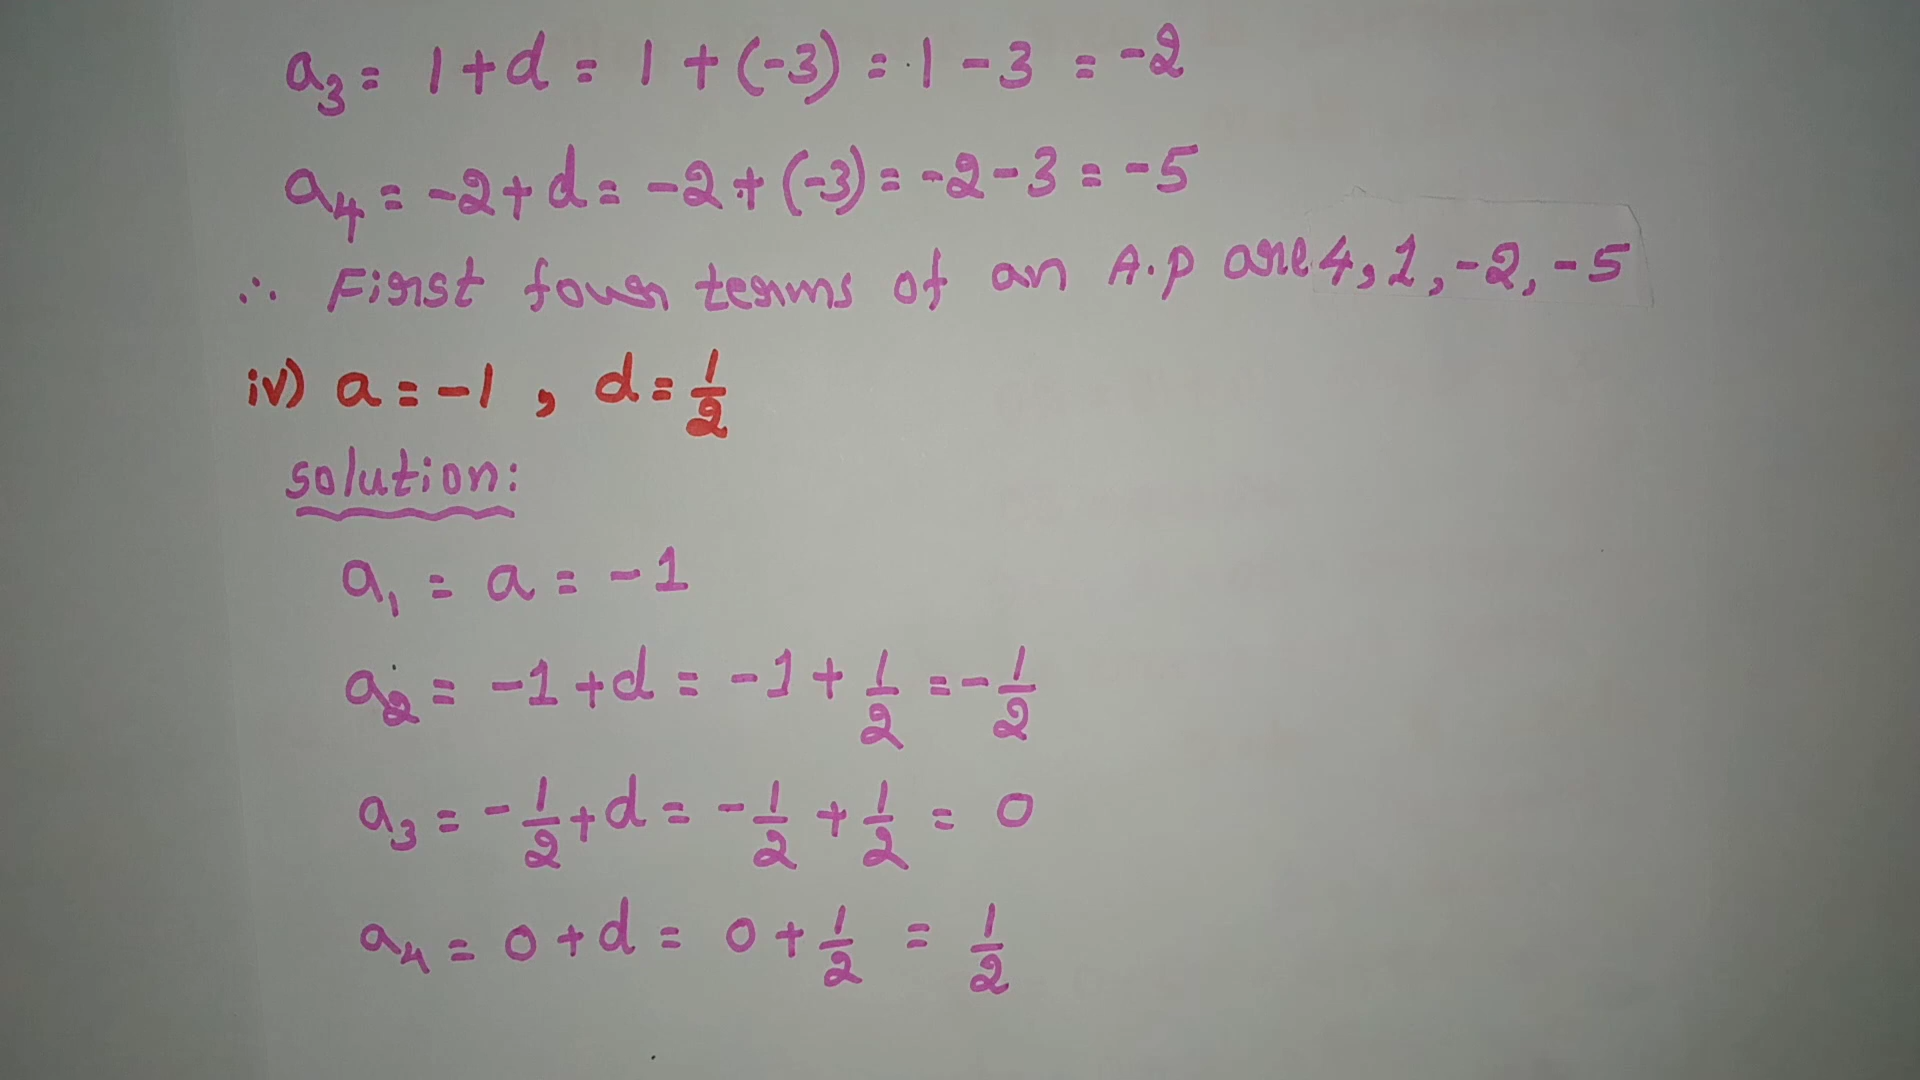 a₃ = 1 + d = 1 + (-3) = 1 - 3 = -2
a₄ = -2 + d = -2 + (-3) = -2 - 3 = -5
∴ First four terms of an A.P are 4, 1, -2, -5
iv) a = -1 , d = 1/2
solution:
a₁ = a = -1
a₂ = -1 + d = -1 + 1/2 = -1/2
a₃ = -1/2 + d = -1/2 + 1/2 = 0
a₄ = 0 + d = 0 + 1/2 = 1/2